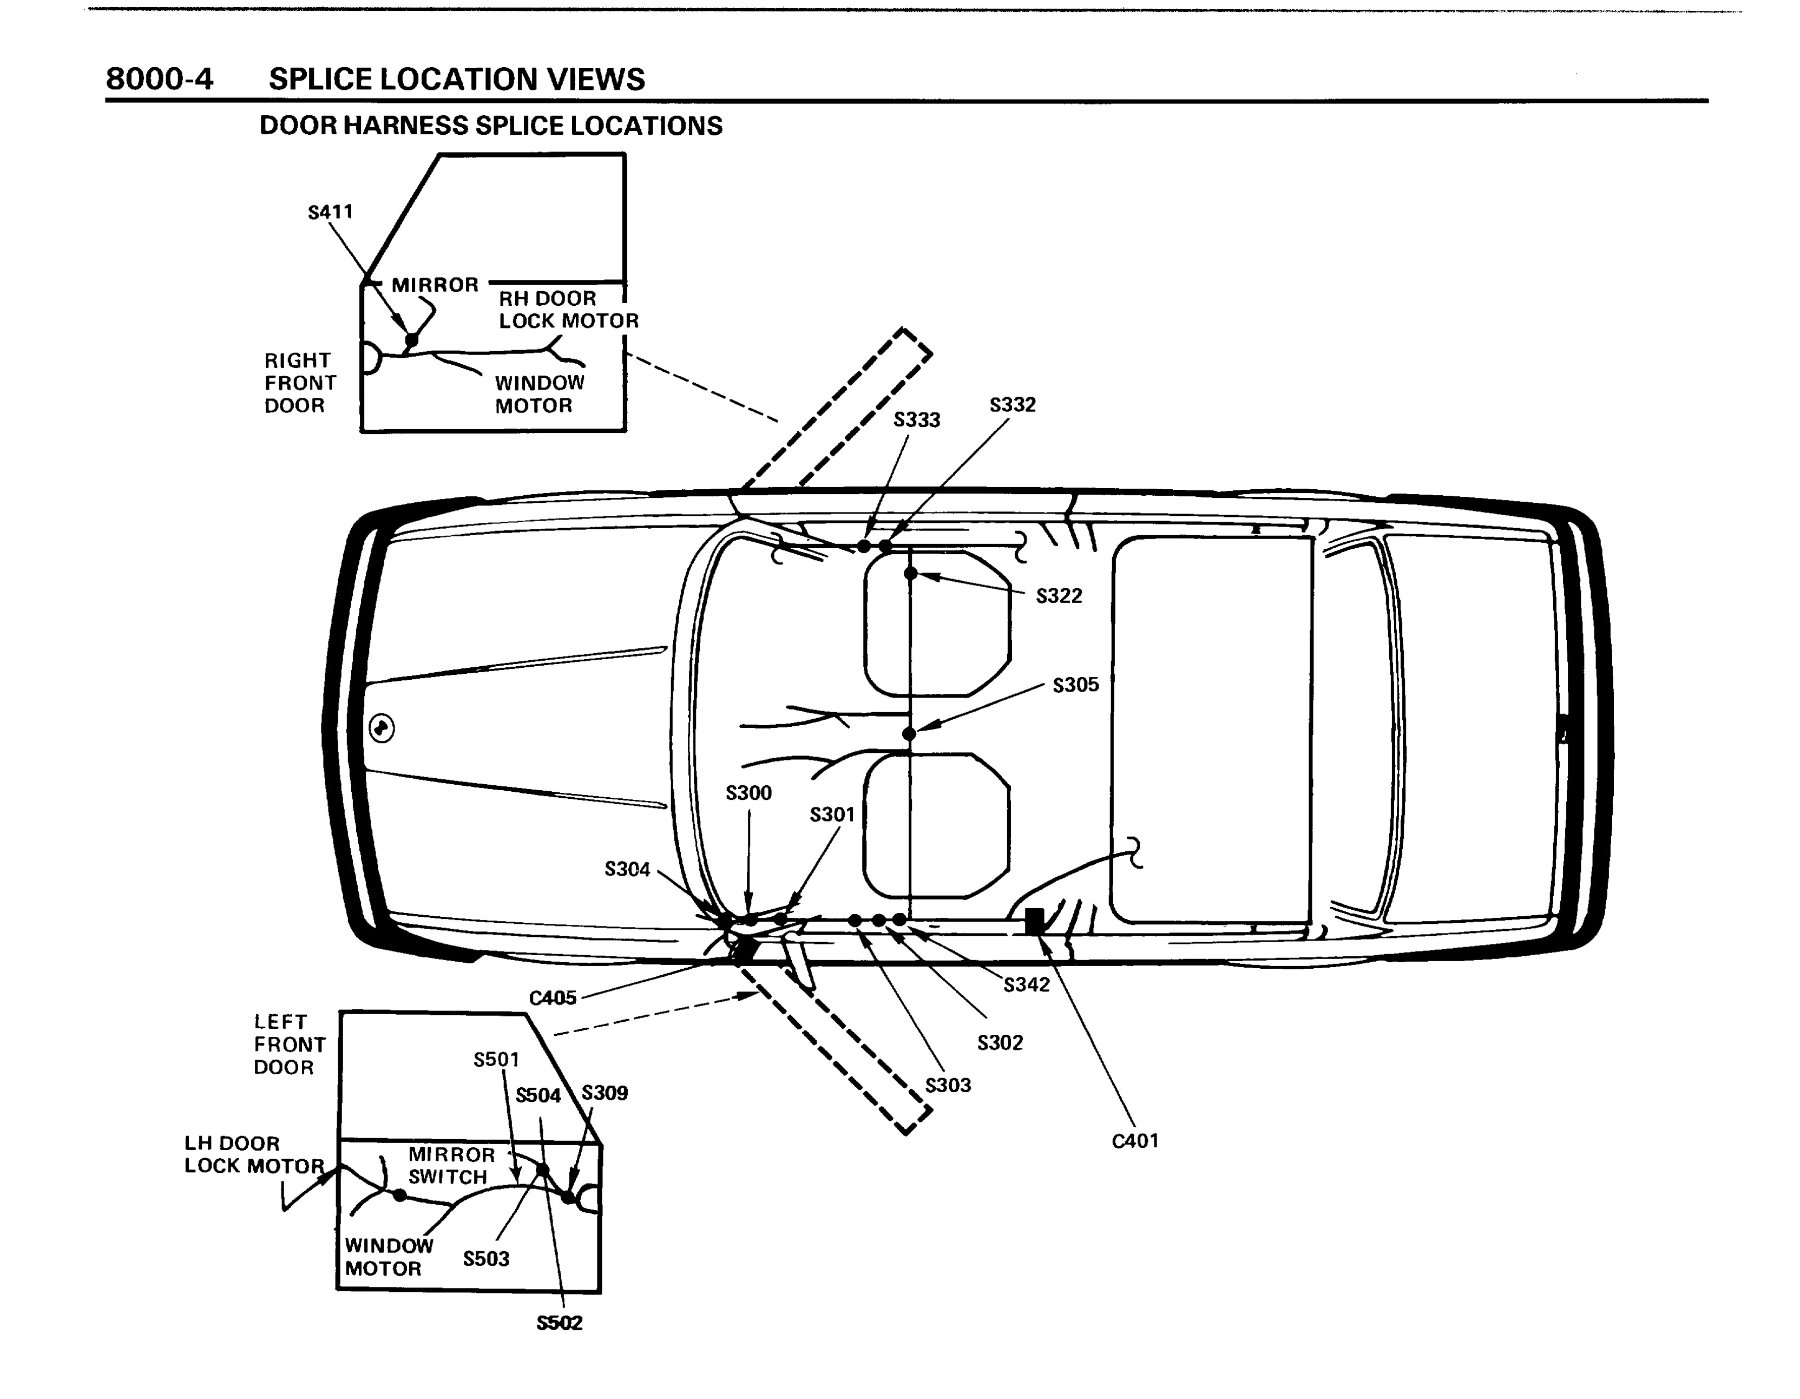 8000-4 SPLICE LOCATION VIEWS
DOOR HARNESS SPLICE LOCATIONS
S411
MIRROR
RH DOOR
LOCK MOTOR
RIGHT
FRONT
DOOR
WINDOW
MOTOR
S333
S332
S322
S305
S300
S301
S304
C405
S342
S302
S303
C401
LEFT
FRONT
DOOR
S501
S504
S309
LH DOOR
LOCK MOTOR
MIRROR
SWITCH
WINDOW
MOTOR
S503
S502